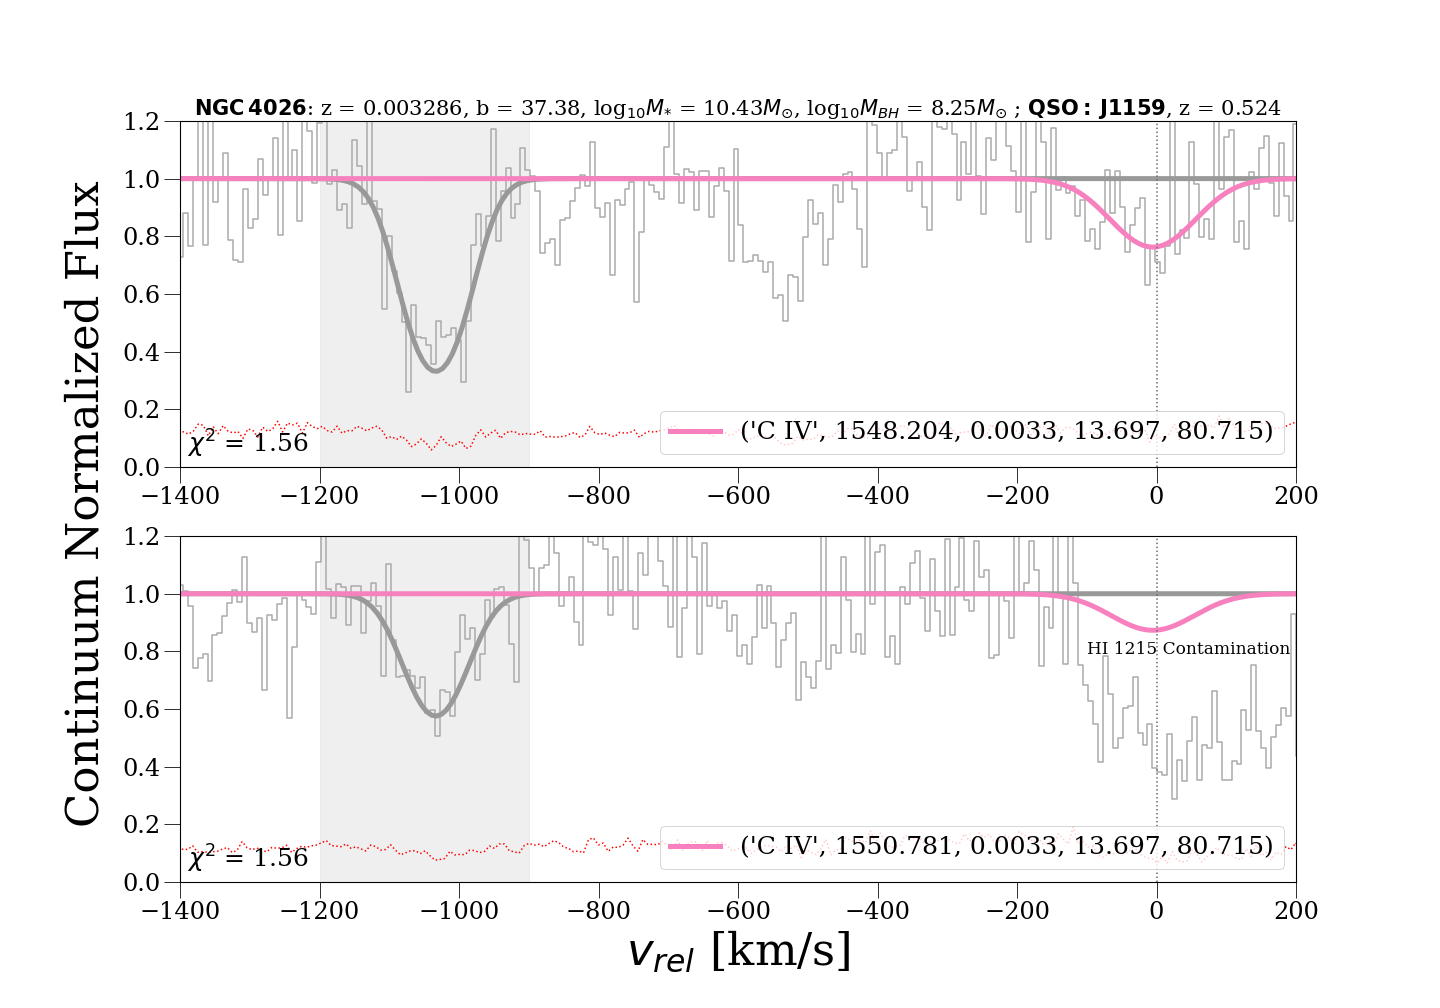 NGC 4026: z = 0.003286, b = 37.38, log₁₀M* = 10.43M⊙, log₁₀M_BH = 8.25M⊙ ; QSO : J1159, z = 0.524
Continuum Normalized Flux
1.2
1.0
0.8
0.6
0.4
0.2
0.0
χ² = 1.56
('C IV', 1548.204, 0.0033, 13.697, 80.715)
−1400 −1200 −1000 −800 −600 −400 −200 0 200
1.2
1.0
0.8
0.6
0.4
0.2
0.0
HI 1215 Contamination
χ² = 1.56
('C IV', 1550.781, 0.0033, 13.697, 80.715)
−1400 −1200 −1000 −800 −600 −400 −200 0 200
v_rel [km/s]